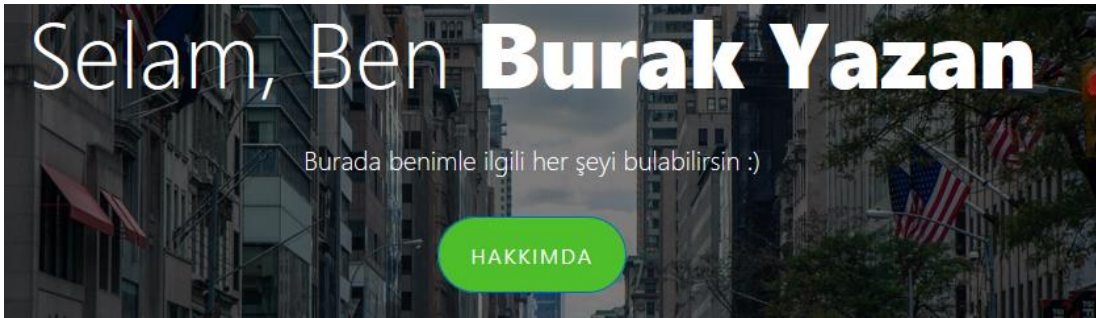 Selam, Ben Burak Yazan
Burada benimle ilgili her şeyi bulabilirsin :)
HAKKIMDA